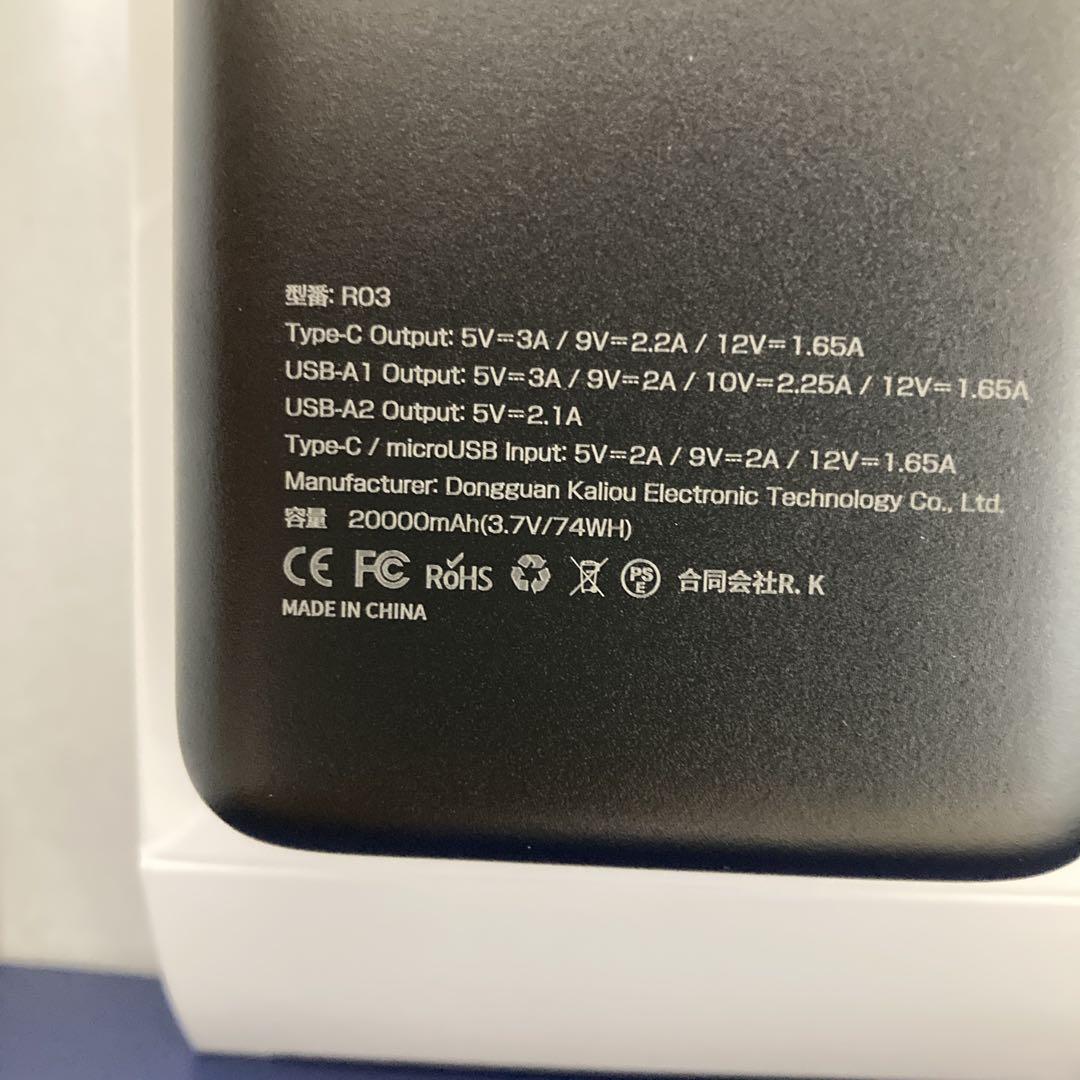 型番: R03
Type-C Output: 5V⎓3A / 9V⎓2.2A / 12V⎓1.65A
USB-A1 Output: 5V⎓3A / 9V⎓2A / 10V⎓2.25A / 12V⎓1.65A
USB-A2 Output: 5V⎓2.1A
Type-C / microUSB Input: 5V⎓2A / 9V⎓2A / 12V⎓1.65A
Manufacturer: Dongguan Kaliou Electronic Technology Co., Ltd.
容量 20000mAh(3.7V/74WH)
CE FC RoHS PSE 合同会社R. K
MADE IN CHINA